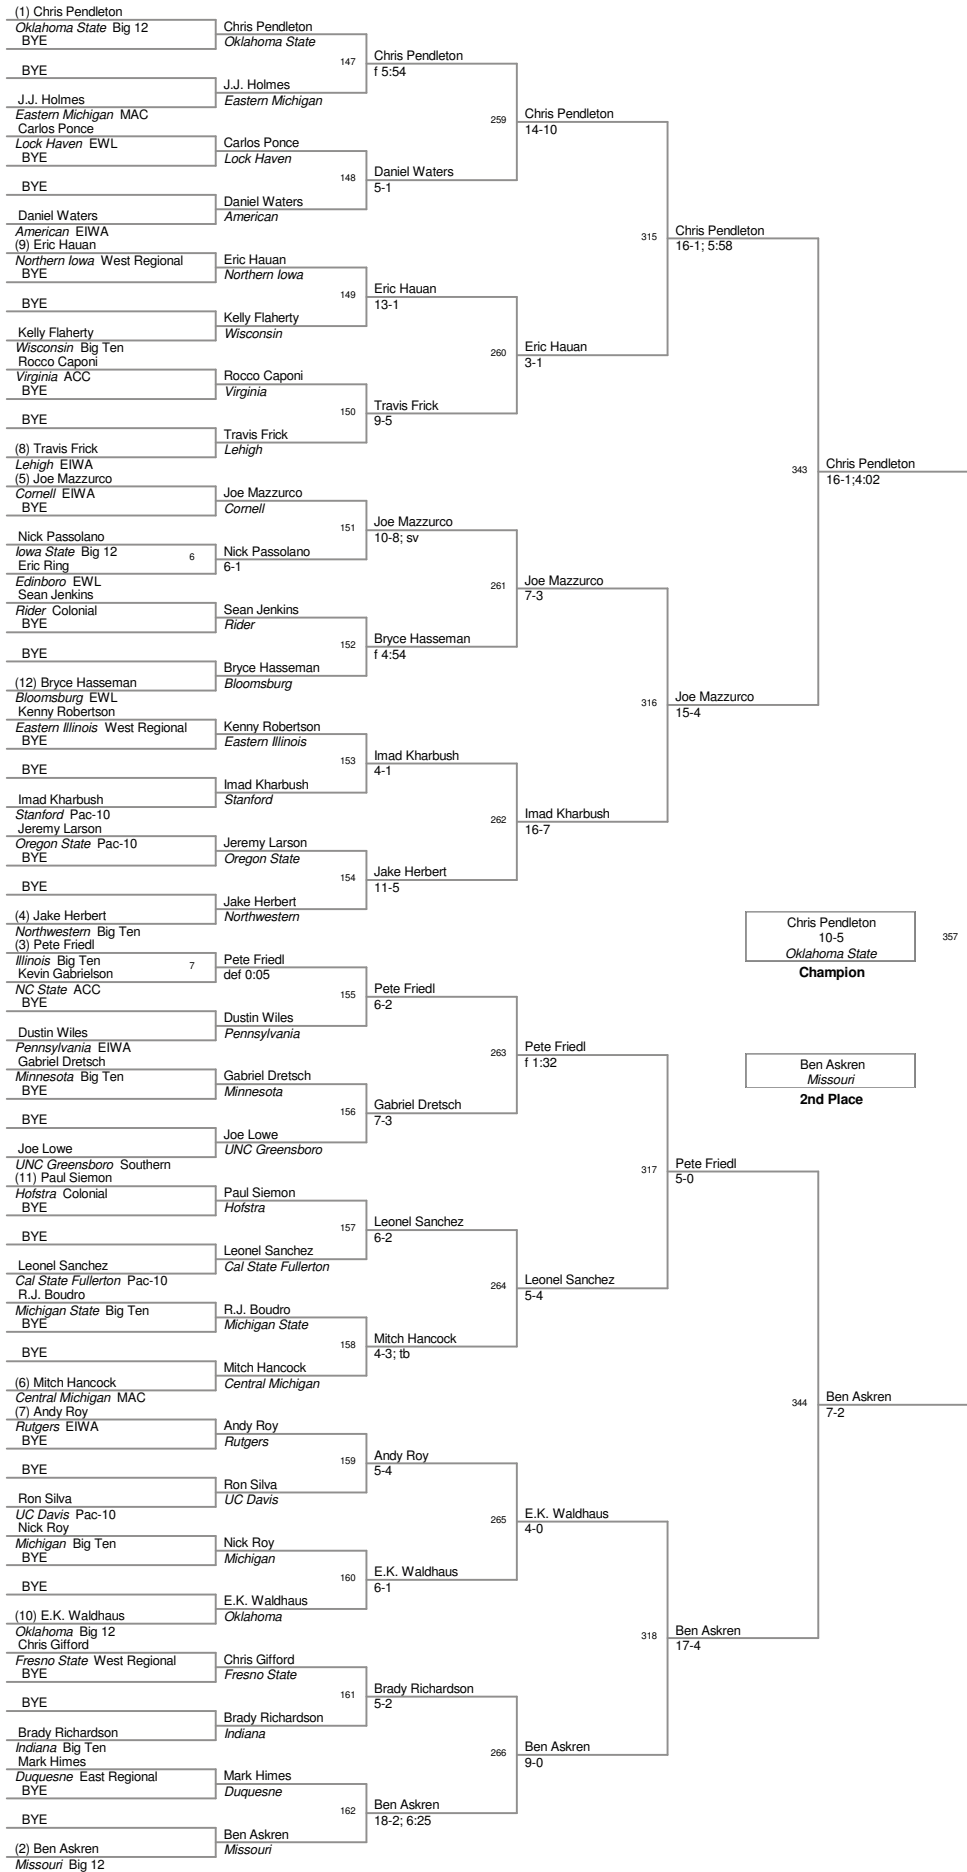 (1) Chris Pendleton
Oklahoma State Big 12
BYE
BYE
J.J. Holmes
Eastern Michigan MAC
Carlos Ponce
Lock Haven EWL
BYE
BYE
Daniel Waters
American EIWA
(9) Eric Hauan
Northern Iowa West Regional
BYE
BYE
Kelly Flaherty
Wisconsin Big Ten
Rocco Caponi
Virginia ACC
BYE
BYE
(8) Travis Frick
Lehigh EIWA
(5) Joe Mazzurco
Cornell EIWA
BYE
Nick Passolano
Iowa State Big 12
6
Eric Ring
Edinboro EWL
Sean Jenkins
Rider Colonial
BYE
BYE
(12) Bryce Hasseman
Bloomsburg EWL
Kenny Robertson
Eastern Illinois West Regional
BYE
BYE
Imad Kharbush
Stanford Pac-10
Jeremy Larson
Oregon State Pac-10
BYE
BYE
(4) Jake Herbert
Northwestern Big Ten
(3) Pete Friedl
Illinois Big Ten
7
Kevin Gabrielson
NC State ACC
BYE
Dustin Wiles
Pennsylvania EIWA
Gabriel Dretsch
Minnesota Big Ten
BYE
BYE
Joe Lowe
UNC Greensboro Southern
(11) Paul Siemon
Hofstra Colonial
BYE
BYE
Leonel Sanchez
Cal State Fullerton Pac-10
R.J. Boudro
Michigan State Big Ten
BYE
BYE
(6) Mitch Hancock
Central Michigan MAC
(7) Andy Roy
Rutgers EIWA
BYE
BYE
Ron Silva
UC Davis Pac-10
Nick Roy
Michigan Big Ten
BYE
BYE
(10) E.K. Waldhaus
Oklahoma Big 12
Chris Gifford
Fresno State West Regional
BYE
BYE
Brady Richardson
Indiana Big Ten
Mark Himes
Duquesne East Regional
BYE
BYE
(2) Ben Askren
Missouri Big 12
Chris Pendleton
Oklahoma State
147
J.J. Holmes
Eastern Michigan
Carlos Ponce
Lock Haven
148
Daniel Waters
American
Eric Hauan
Northern Iowa
149
Kelly Flaherty
Wisconsin
Rocco Caponi
Virginia
150
Travis Frick
Lehigh
Joe Mazzurco
Cornell
151
Nick Passolano
6-1
Sean Jenkins
Rider
152
Bryce Hasseman
Bloomsburg
Kenny Robertson
Eastern Illinois
153
Imad Kharbush
Stanford
Jeremy Larson
Oregon State
154
Jake Herbert
Northwestern
Pete Friedl
def 0:05
155
Dustin Wiles
Pennsylvania
Gabriel Dretsch
Minnesota
156
Joe Lowe
UNC Greensboro
Paul Siemon
Hofstra
157
Leonel Sanchez
Cal State Fullerton
R.J. Boudro
Michigan State
158
Mitch Hancock
Central Michigan
Andy Roy
Rutgers
159
Ron Silva
UC Davis
Nick Roy
Michigan
160
E.K. Waldhaus
Oklahoma
Chris Gifford
Fresno State
161
Brady Richardson
Indiana
Mark Himes
Duquesne
162
Ben Askren
Missouri
Chris Pendleton
f 5:54
259
Daniel Waters
5-1
Eric Hauan
13-1
260
Travis Frick
9-5
Joe Mazzurco
10-8; sv
261
Bryce Hasseman
f 4:54
Imad Kharbush
4-1
262
Jake Herbert
11-5
Pete Friedl
6-2
263
Gabriel Dretsch
7-3
Leonel Sanchez
6-2
264
Mitch Hancock
4-3; tb
Andy Roy
5-4
265
E.K. Waldhaus
6-1
Brady Richardson
5-2
266
Ben Askren
18-2; 6:25
Chris Pendleton
14-10
315
Eric Hauan
3-1
Joe Mazzurco
7-3
316
Imad Kharbush
16-7
Pete Friedl
f 1:32
317
Leonel Sanchez
5-4
E.K. Waldhaus
4-0
318
Ben Askren
9-0
Chris Pendleton
16-1; 5:58
343
Joe Mazzurco
15-4
Pete Friedl
5-0
344
Ben Askren
17-4
Chris Pendleton
16-1;4:02
Ben Askren
7-2
Chris Pendleton
10-5
Oklahoma State
357
Champion
Ben Askren
Missouri
2nd Place